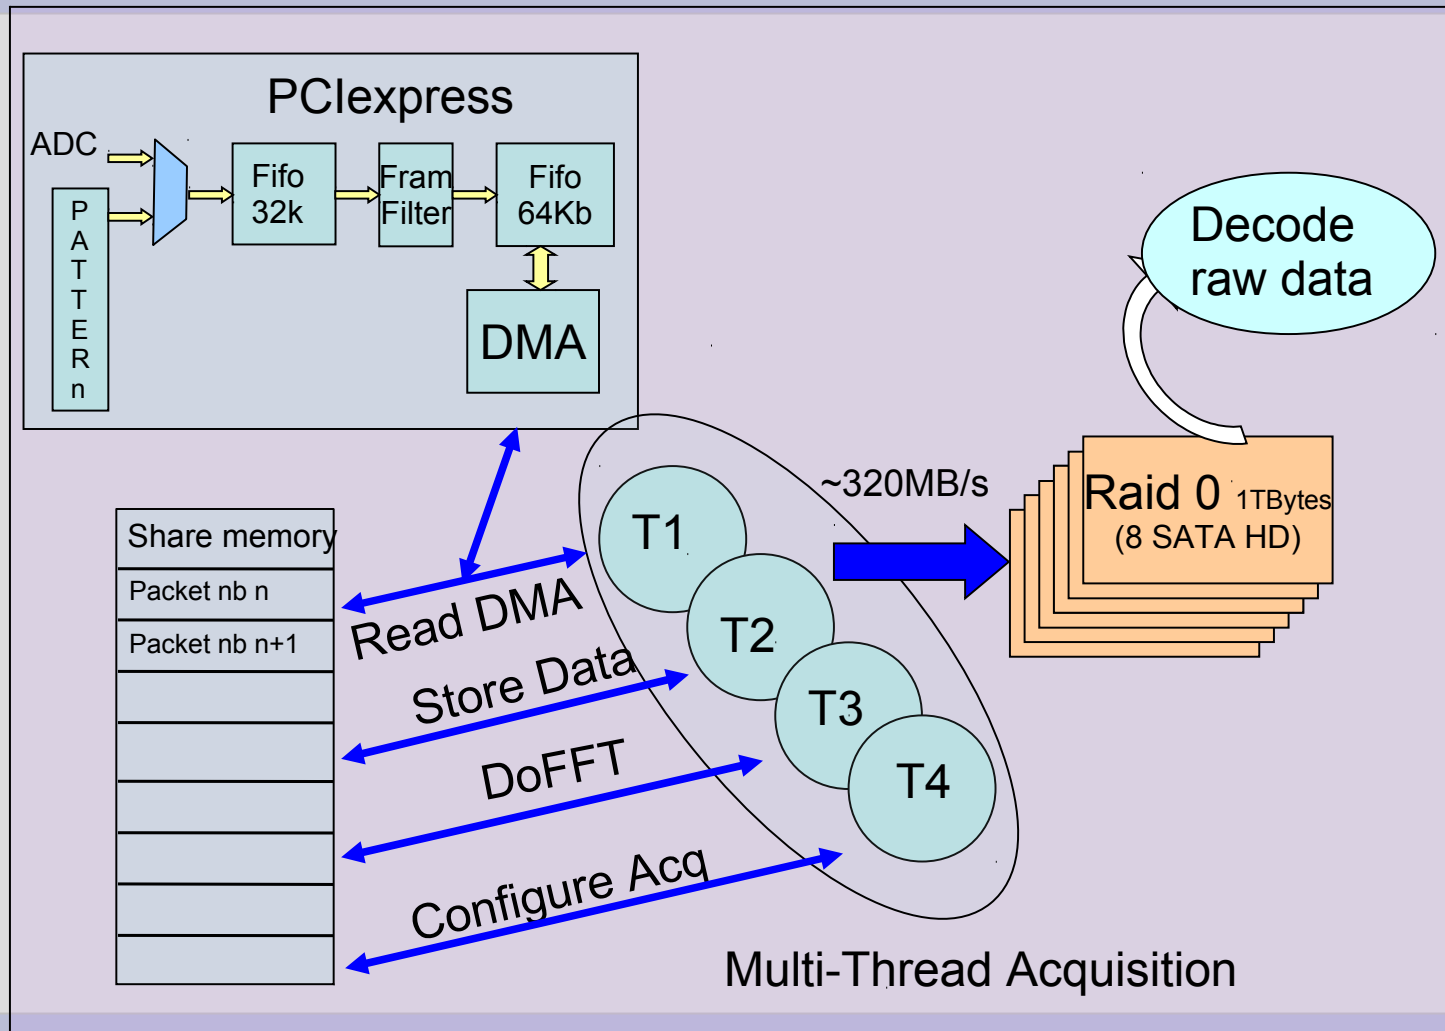 PCIexpress
ADC
PATTERn
Fifo
32k
Fram
Filter
Fifo
64Kb
DMA
Decode
raw data
~320MB/s
Raid 0 1TBytes
(8 SATA HD)
Share memory
Packet nb n
Packet nb n+1
Read DMA
Store Data
DoFFT
Configure Acq
T1
T2
T3
T4
Multi-Thread Acquisition